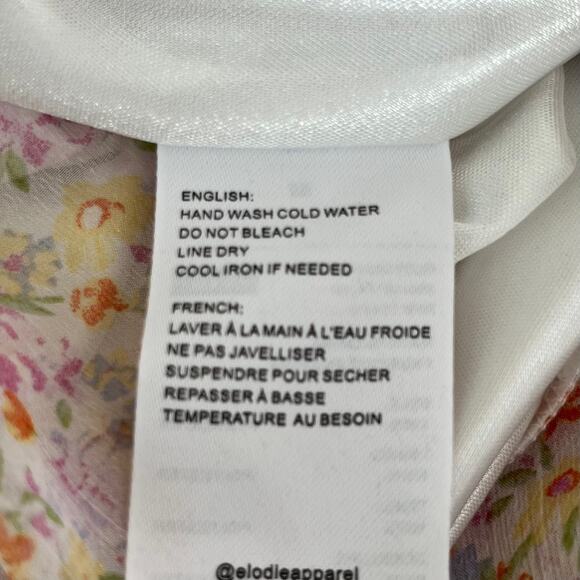 ENGLISH:
HAND WASH COLD WATER
DO NOT BLEACH
LINE DRY
COOL IRON IF NEEDED
FRENCH:
LAVER À LA MAIN À L'EAU FROIDE
NE PAS JAVELLISER
SUSPENDRE POUR SECHER
REPASSER À BASSE
TEMPERATURE AU BESOIN
@elodieapparel